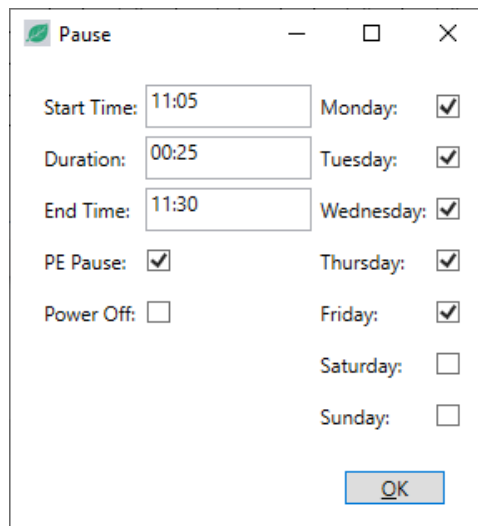 Pause
Start Time: 11:05 Monday:
Duration: 00:25 Tuesday:
End Time: 11:30 Wednesday:
PE Pause: Thursday:
Power Off: Friday:
Saturday:
Sunday:
OK